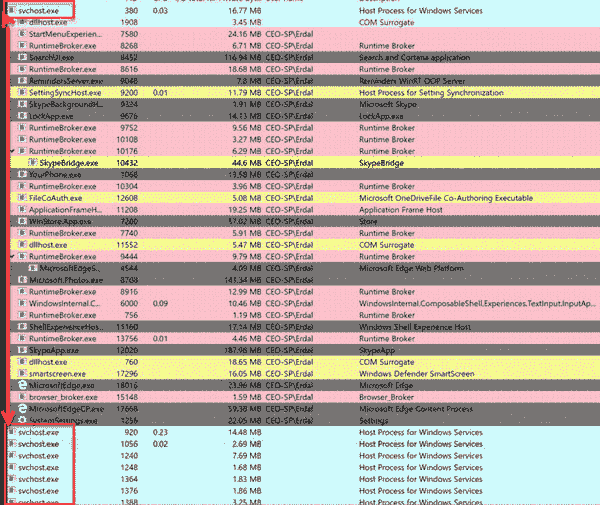 svchost.exe 380 0.03 16.77 MB Host Process for Windows Services
dllhost.exe 1908 3.45 MB COM Surrogate
StartMenuExperien... 7580 24.16 MB CEO-SP\Erdal
RuntimeBroker.exe 8268 6.71 MB CEO-SP\Erdal Runtime Broker
SearchUI.exe 8452 116.94 MB CEO-SP\Erdal Search and Cortana application
RuntimeBroker.exe 8616 18.68 MB CEO-SP\Erdal Runtime Broker
RemindersServer.e... 9048 7.8 MB CEO-SP\Erdal Reminders WinRT OOP Server
SettingSyncHost.exe 9200 0.01 11.79 MB CEO-SP\Erdal Host Process for Setting Synchronization
SkypeBackgroundH... 9324 1.91 MB CEO-SP\Erdal Microsoft Skype
LockApp.exe 9676 14.13 MB CEO-SP\Erdal LockApp.exe
RuntimeBroker.exe 9752 9.56 MB CEO-SP\Erdal Runtime Broker
RuntimeBroker.exe 10108 3.27 MB CEO-SP\Erdal Runtime Broker
RuntimeBroker.exe 10176 6.29 MB CEO-SP\Erdal Runtime Broker
SkypeBridge.exe 10432 44.6 MB CEO-SP\Erdal SkypeBridge
YourPhone.exe 1068 13.58 MB CEO-SP\Erdal
RuntimeBroker.exe 10304 3.96 MB CEO-SP\Erdal Runtime Broker
FileCoAuth.exe 12608 5.08 MB CEO-SP\Erdal Microsoft OneDriveFile Co-Authoring Executable
ApplicationFrameH... 11208 19.25 MB CEO-SP\Erdal Application Frame Host
WinStore.App.exe 7280 CEO-SP\Erdal Store
RuntimeBroker.exe 7740 5.91 MB CEO-SP\Erdal Runtime Broker
dllhost.exe 11552 5.47 MB CEO-SP\Erdal COM Surrogate
RuntimeBroker.exe 9444 9.79 MB CEO-SP\Erdal Runtime Broker
MicrosoftEdgeS... 4544 4.09 MB CEO-SP\Erdal Microsoft Edge Web Platform
Microsoft.Photos.exe 8768 141.34 MB CEO-SP\Erdal
RuntimeBroker.exe 8916 12.99 MB CEO-SP\Erdal Runtime Broker
WindowsInternal.C... 6000 0.09 10.46 MB CEO-SP\Erdal WindowsInternal.ComposableShell.Experiences.TextInput.InputAp...
RuntimeBroker.exe 756 1.19 MB CEO-SP\Erdal Runtime Broker
ShellExperienceHos... 15160 17.14 MB CEO-SP\Erdal Windows Shell Experience Host
RuntimeBroker.exe 13756 0.01 4.46 MB CEO-SP\Erdal Runtime Broker
SkypeApp.exe 12020 187.98 MB CEO-SP\Erdal SkypeApp
dllhost.exe 760 18.65 MB CEO-SP\Erdal COM Surrogate
smartscreen.exe 17296 16.05 MB CEO-SP\Erdal Windows Defender SmartScreen
MicrosoftEdge.exe 18016 23.96 MB CEO-SP\Erdal Microsoft Edge
browser_broker.exe 15148 1.59 MB CEO-SP\Erdal Browser_Broker
MicrosoftEdgeCP.exe 17668 59.38 MB CEO-SP\Erdal Microsoft Edge Content Process
SystemSettings.exe 1256 22.05 MB CEO-SP\Erdal Settings
svchost.exe 920 0.23 14.48 MB Host Process for Windows Services
svchost.exe 1056 0.02 2.69 MB Host Process for Windows Services
svchost.exe 1240 7.69 MB Host Process for Windows Services
svchost.exe 1248 1.68 MB Host Process for Windows Services
svchost.exe 1364 1.83 MB Host Process for Windows Services
svchost.exe 1376 1.86 MB Host Process for Windows Services
svchost.exe 1388 3.25 MB Host Process for Windows Services